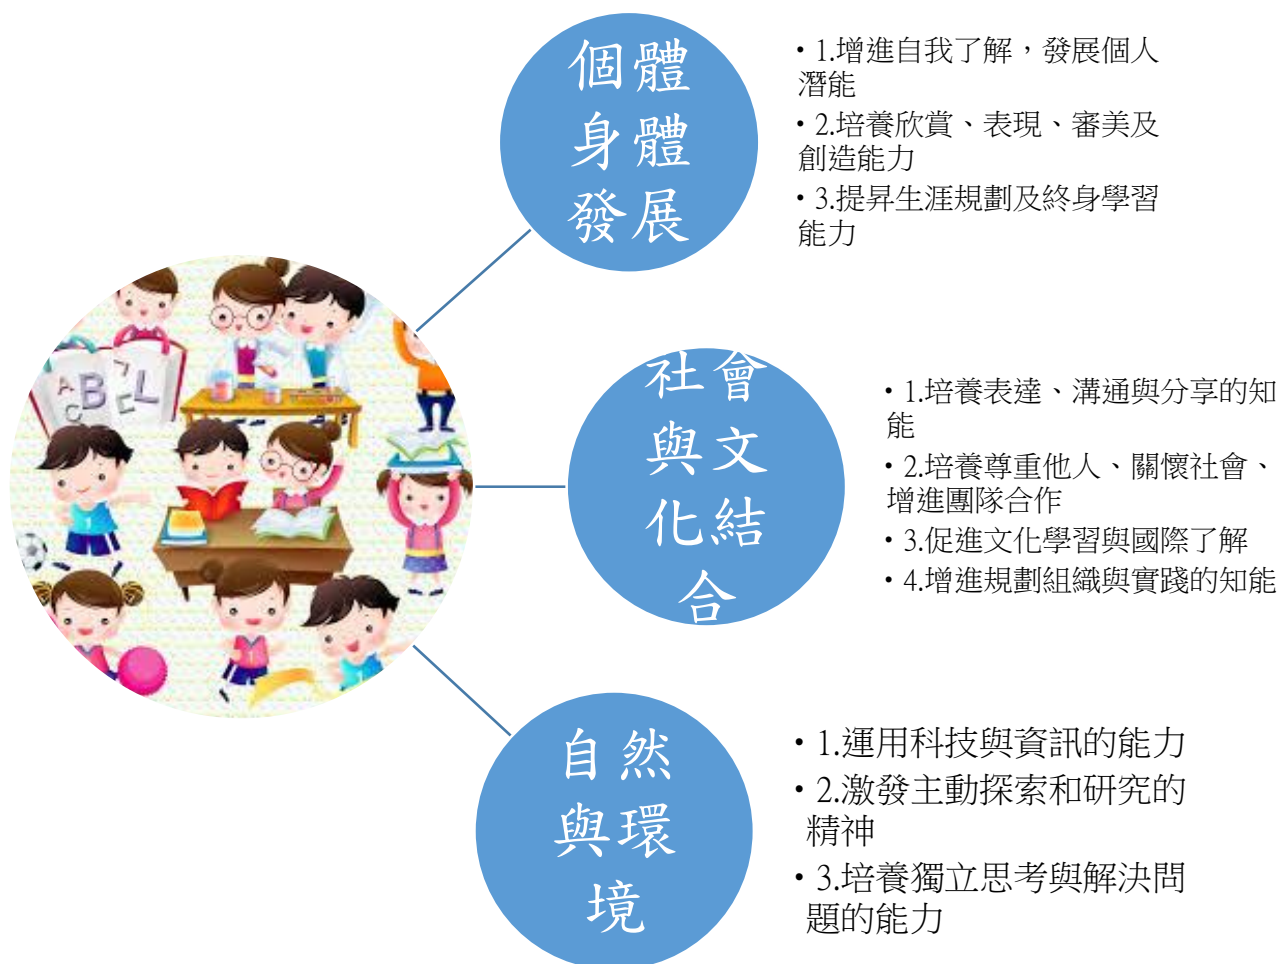 個體
身體
發展
•1.增進自我了解，發展個人
潛能
•2.培養欣賞、表現、審美及
創造能力
•3.提昇生涯規劃及終身學習
能力
ABCL
社會
與文
化結
合
•1.培養表達、溝通與分享的知
能
•2.培養尊重他人、關懷社會、
增進團隊合作
•3.促進文化學習與國際了解
•4.增進規劃組織與實踐的知能
自然
與環
境
•1.運用科技與資訊的能力
•2.激發主動探索和研究的
精神
•3.培養獨立思考與解決問
題的能力